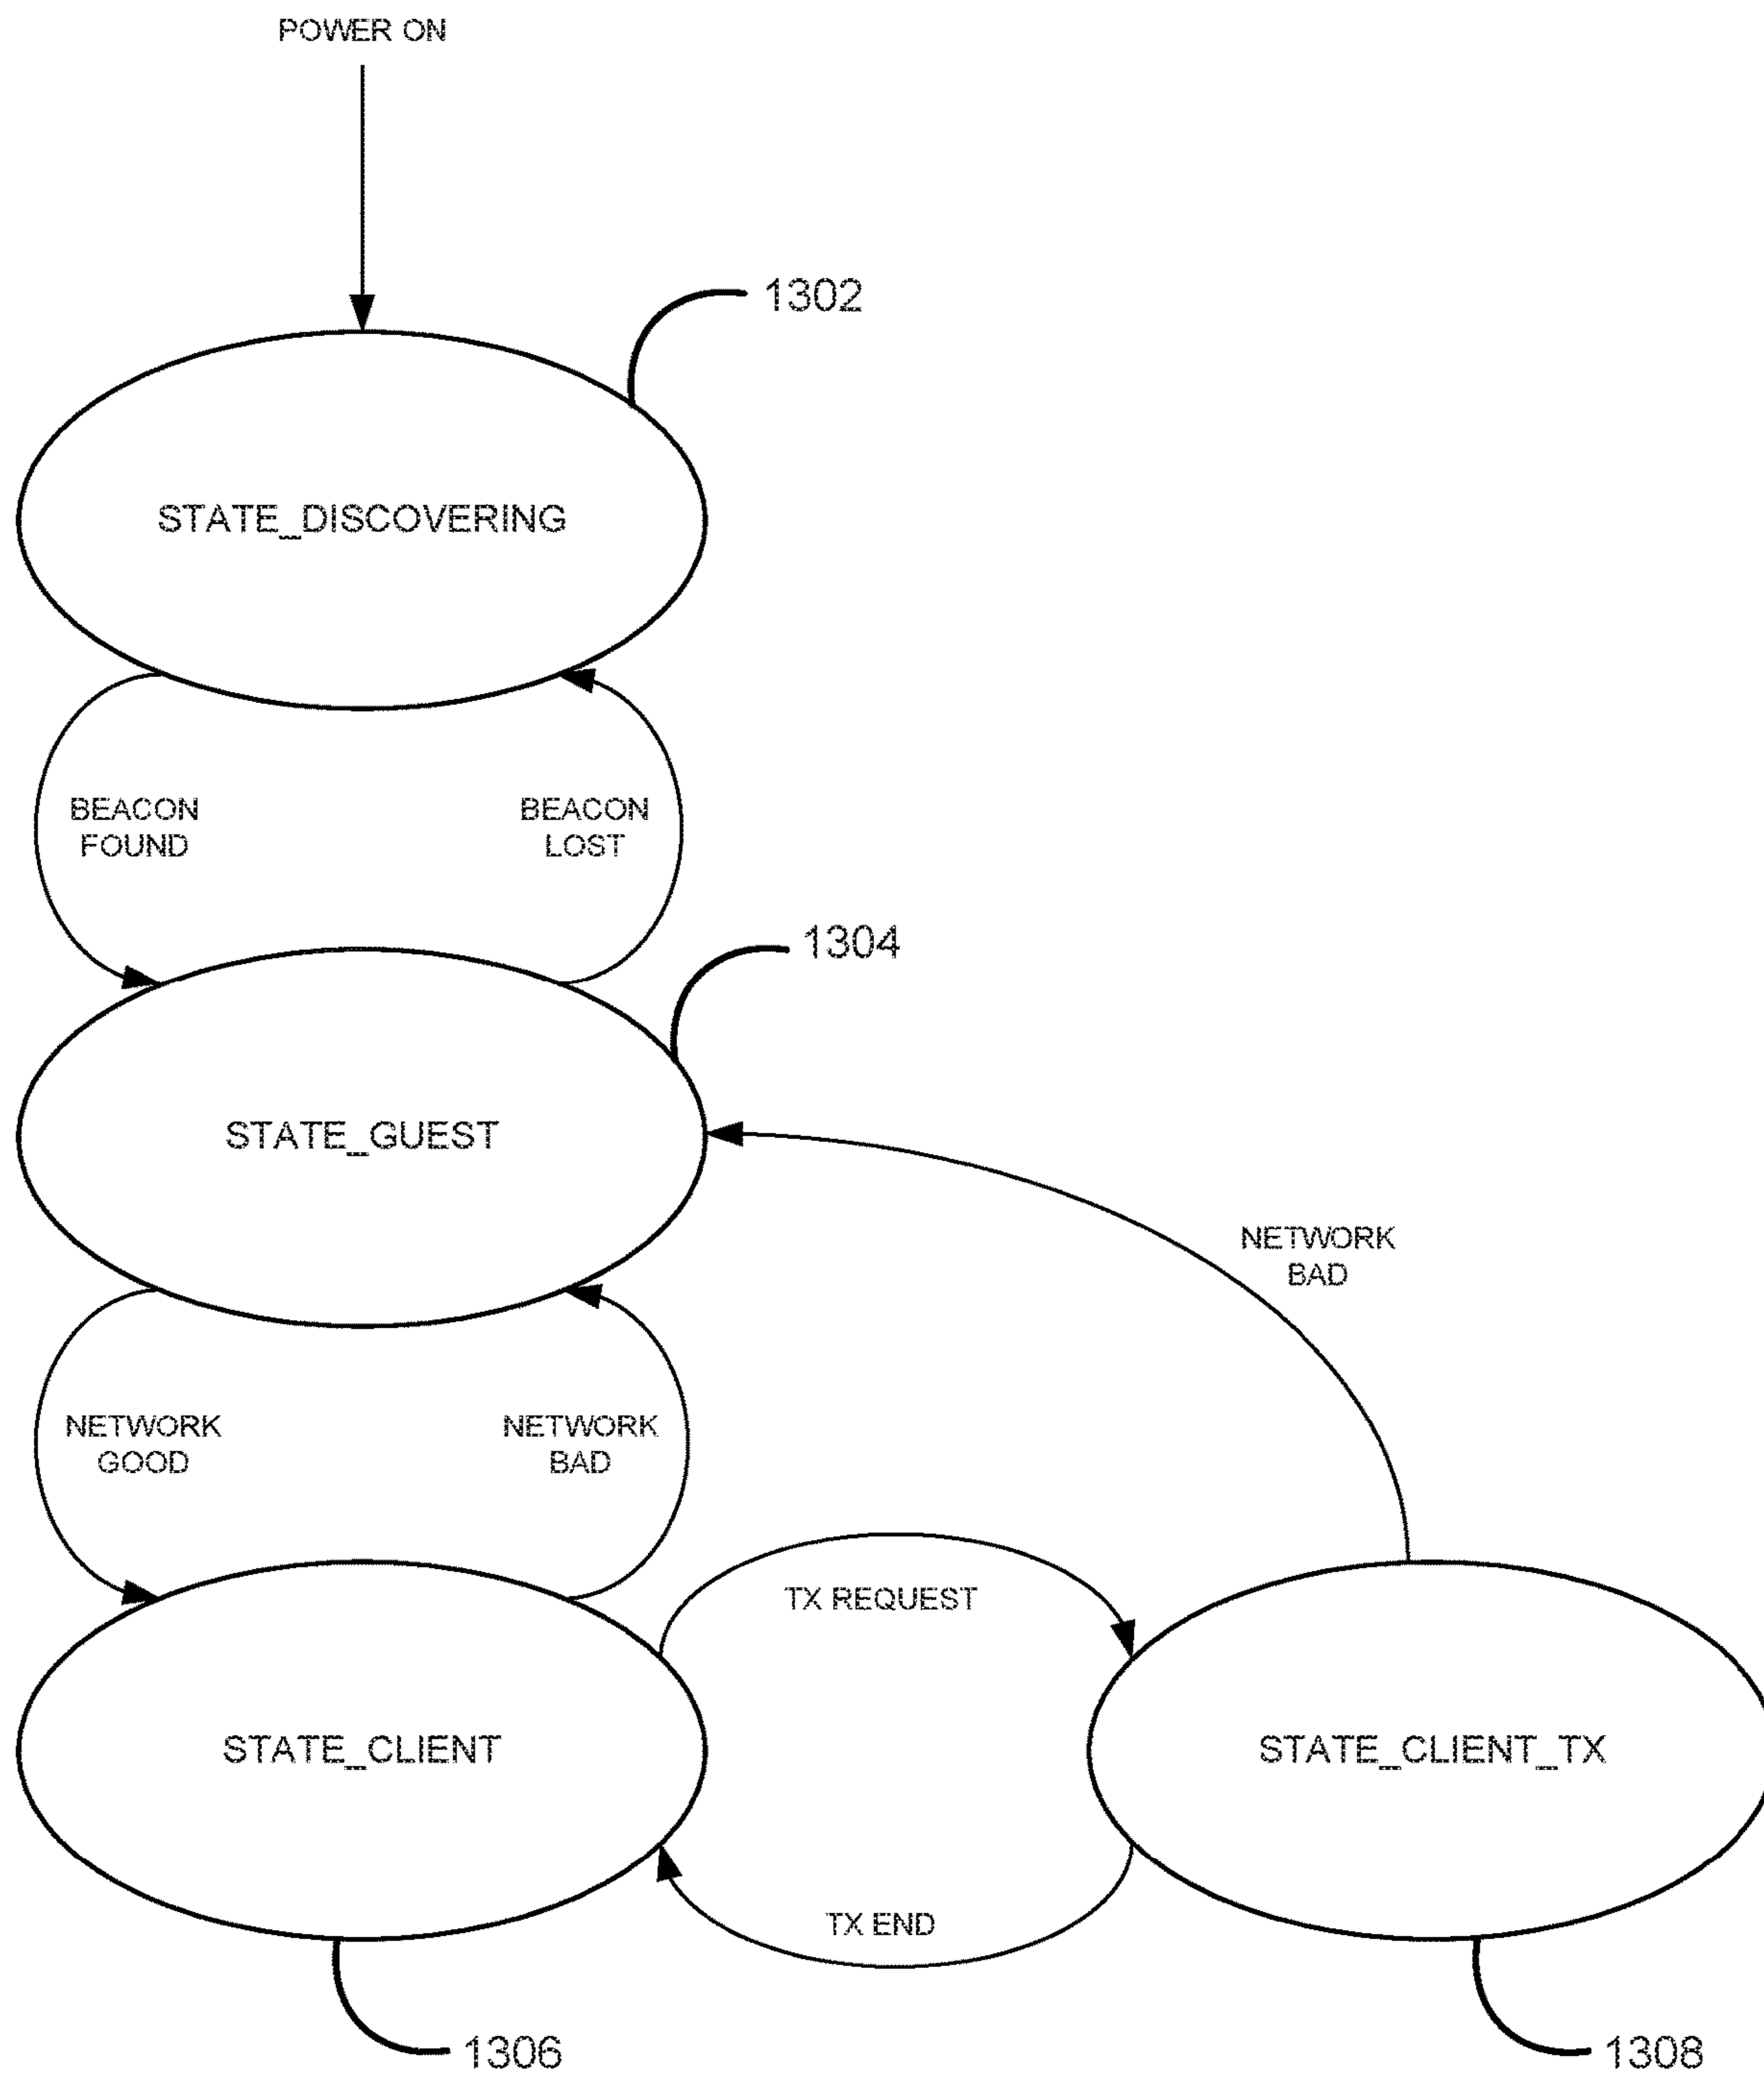 POWER ON
1302
STATE_DISCOVERING
BEACON
FOUND
BEACON
LOST
1304
STATE_GUEST
NETWORK
BAD
NETWORK
GOOD
NETWORK
BAD
TX REQUEST
STATE_CLIENT
STATE_CLIENT_TX
TX END
1306
1308